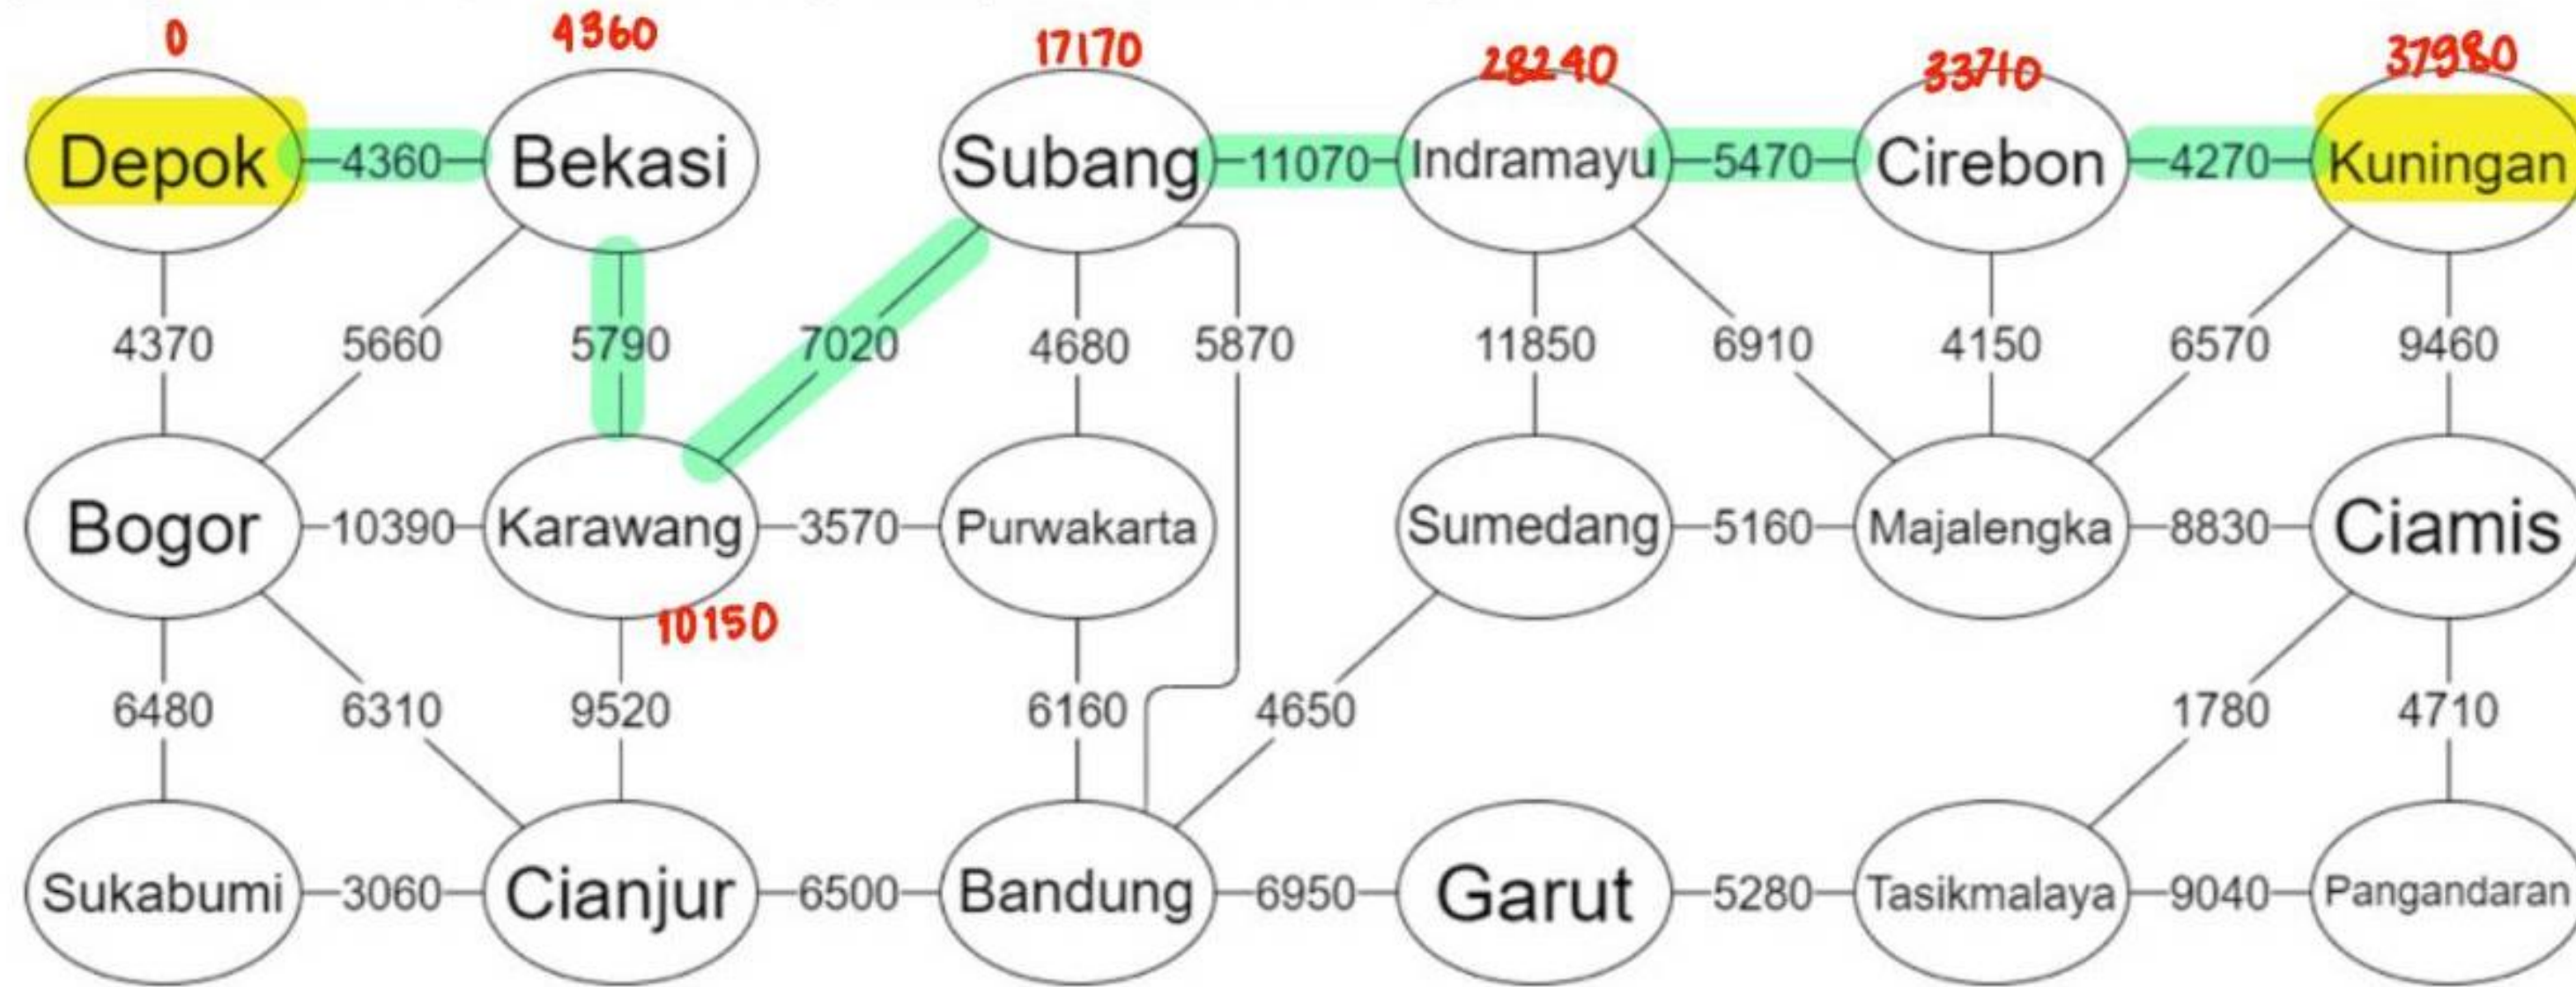 0 4360 17170 28240 33710 37980
Depok 4360 Bekasi Subang 11070 Indramayu 5470 Cirebon 4270 Kuningan
4370 5660 5790 7020 4680 5870 11850 6910 4150 6570 9460
Bogor 10390 Karawang 3570 Purwakarta Sumedang 5160 Majalengka 8830 Ciamis
10150
6480 6310 9520 6160 4650 1780 4710
Sukabumi 3060 Cianjur 6500 Bandung 6950 Garut 5280 Tasikmalaya 9040 Pangandaran